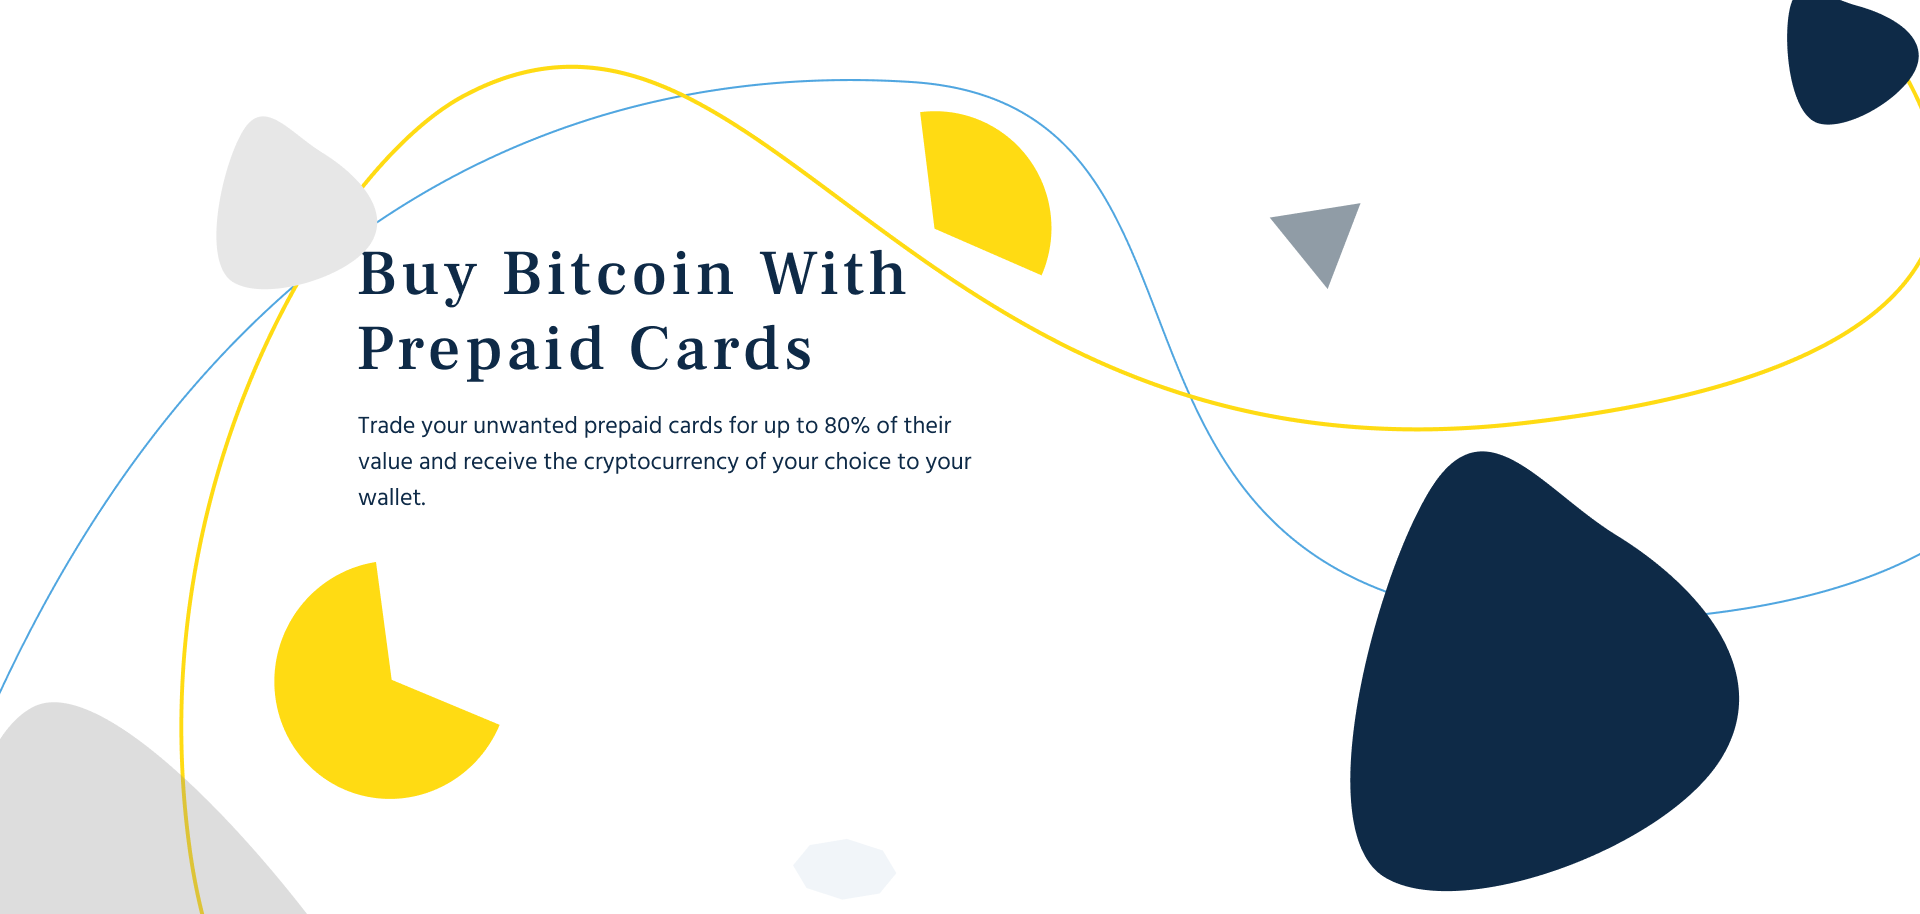 Buy Bitcoin With
Prepaid Cards
Trade your unwanted prepaid cards for up to 80% of their
value and receive the cryptocurrency of your choice to your
wallet.